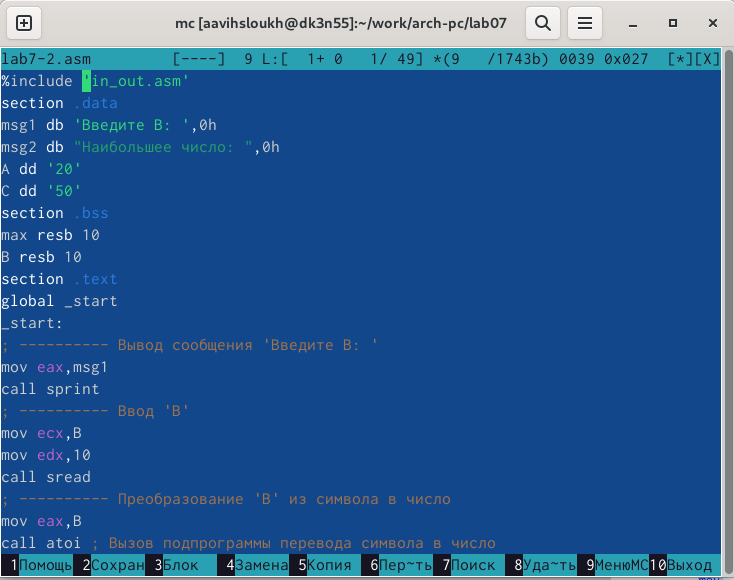 mc [aavihsloukh@dk3n55]:~/work/arch-pc/lab07
lab7-2.asm [----] 9 L:[ 1+ 0 1/ 49] *(9 /1743b) 0039 0x027 [*][X]
%include 'in_out.asm'
section .data
msg1 db 'Введите B: ',0h
msg2 db "Наибольшее число: ",0h
A dd '20'
C dd '50'
section .bss
max resb 10
B resb 10
section .text
global _start
_start:
; ---------- Вывод сообщения 'Введите B: '
mov eax,msg1
call sprint
; ---------- Ввод 'B'
mov ecx,B
mov edx,10
call sread
; ---------- Преобразование 'B' из символа в число
mov eax,B
call atoi ; Вызов подпрограммы перевода символа в число
1Помощь 2Сохран 3Блок 4Замена 5Копия 6Пер~ть 7Поиск 8Уда~ть 9МенюMC 10Выход